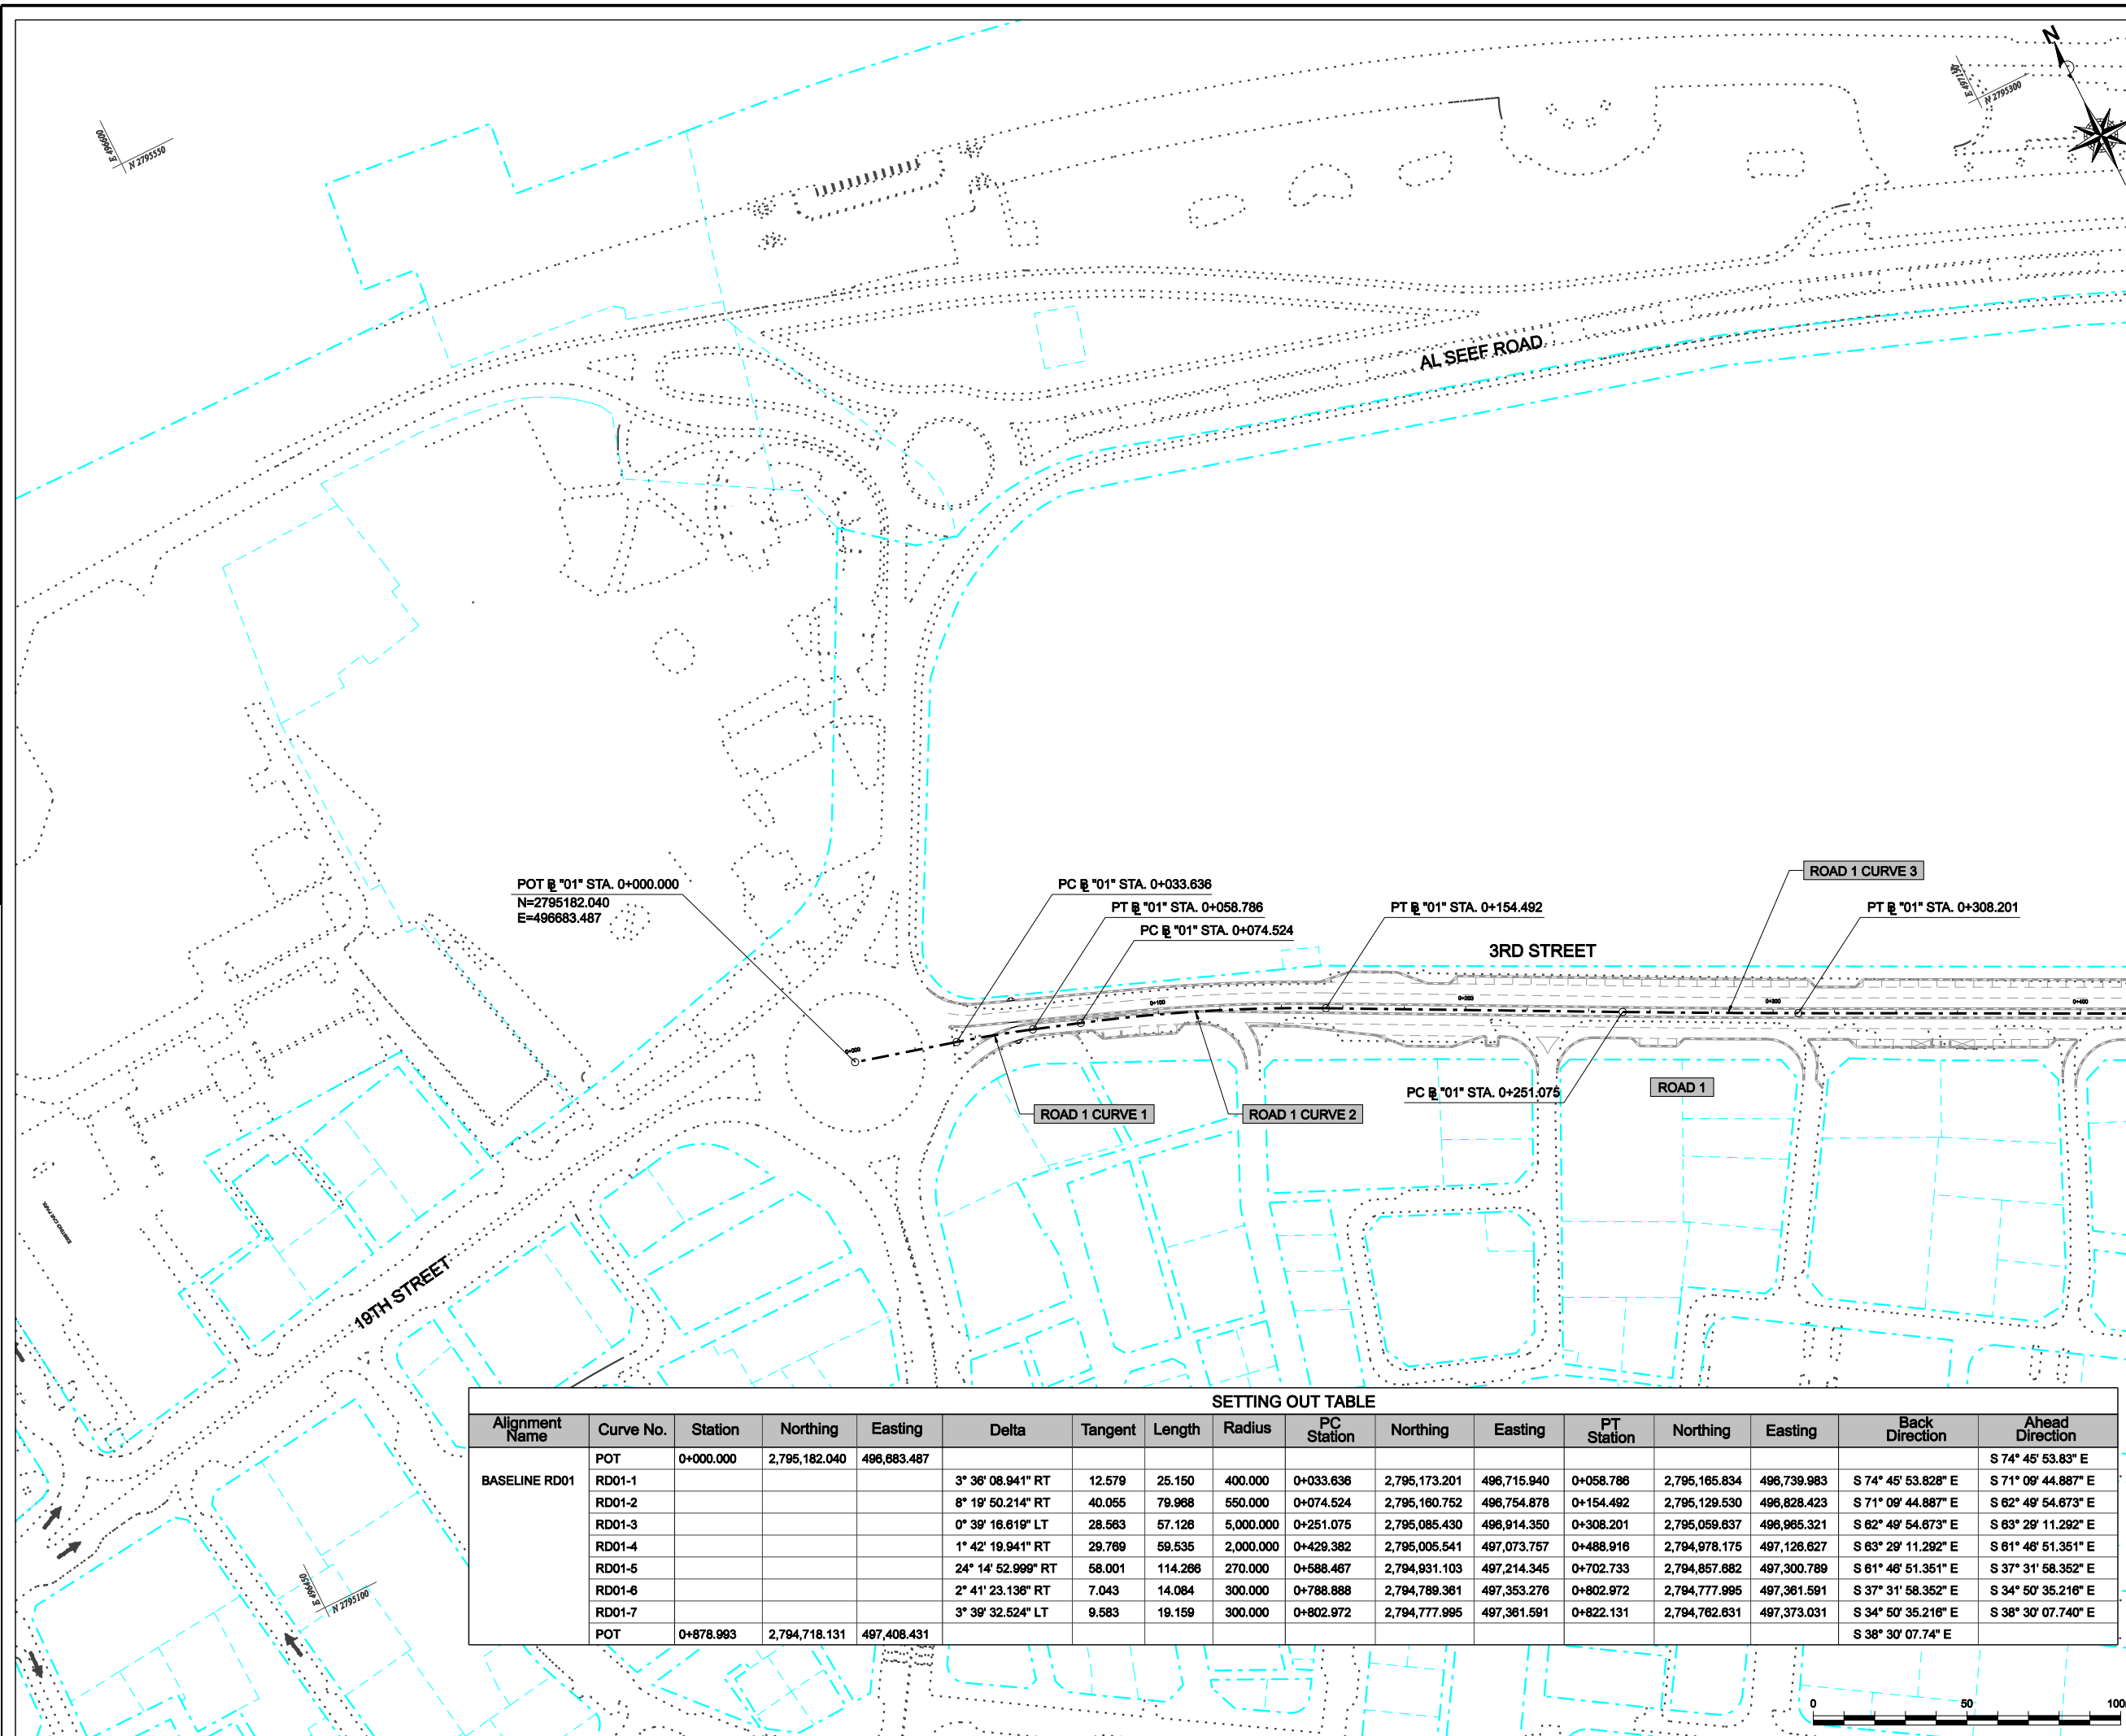 N
E 497150
N 2795300
E 496600
N 2795550
AL SEEF ROAD
ROAD 1 CURVE 3
POT ℄ "01" STA. 0+000.000
N=2795182.040
E=496683.487
PC ℄ "01" STA. 0+033.636
PT ℄ "01" STA. 0+058.786
PC ℄ "01" STA. 0+074.524
PT ℄ "01" STA. 0+154.492
PT ℄ "01" STA. 0+308.201
3RD STREET
0+000
0+100
0+200
0+300
0+400
PC ℄ "01" STA. 0+251.075
ROAD 1
ROAD 1 CURVE 1
ROAD 1 CURVE 2
19TH STREET
SETTING OUT TABLE
Alignment Name Curve No. Station Northing Easting Delta Tangent Length Radius PC Station Northing Easting PT Station Northing Easting Back Direction Ahead Direction
POT 0+000.000 2,795,182.040 496,683.487 S 74° 45' 53.83" E
BASELINE RD01 RD01-1 3° 36' 08.941" RT 12.579 25.150 400.000 0+033.636 2,795,173.201 496,715.940 0+058.786 2,795,165.834 496,739.983 S 74° 45' 53.828" E S 71° 09' 44.887" E
RD01-2 8° 19' 50.214" RT 40.055 79.968 550.000 0+074.524 2,795,160.752 496,754.878 0+154.492 2,795,129.530 496,828.423 S 71° 09' 44.887" E S 62° 49' 54.673" E
RD01-3 0° 39' 16.619" LT 28.563 57.126 5,000.000 0+251.075 2,795,085.430 496,914.350 0+308.201 2,795,059.637 496,965.321 S 62° 49' 54.673" E S 63° 29' 11.292" E
RD01-4 1° 42' 19.941" RT 29.769 59.535 2,000.000 0+429.382 2,795,005.541 497,073.757 0+488.916 2,794,978.175 497,126.627 S 63° 29' 11.292" E S 61° 46' 51.351" E
RD01-5 24° 14' 52.999" RT 58.001 114.266 270.000 0+588.467 2,794,931.103 497,214.345 0+702.733 2,794,857.682 497,300.789 S 61° 46' 51.351" E S 37° 31' 58.352" E
RD01-6 2° 41' 23.136" RT 7.043 14.084 300.000 0+788.888 2,794,789.361 497,353.276 0+802.972 2,794,777.995 497,361.591 S 37° 31' 58.352" E S 34° 50' 35.216" E
RD01-7 3° 39' 32.524" LT 9.583 19.159 300.000 0+802.972 2,794,777.995 497,361.591 0+822.131 2,794,762.631 497,373.031 S 34° 50' 35.216" E S 38° 30' 07.740" E
POT 0+878.993 2,794,718.131 497,408.431 S 38° 30' 07.74" E
E 496450
N 2795100
0 50 100